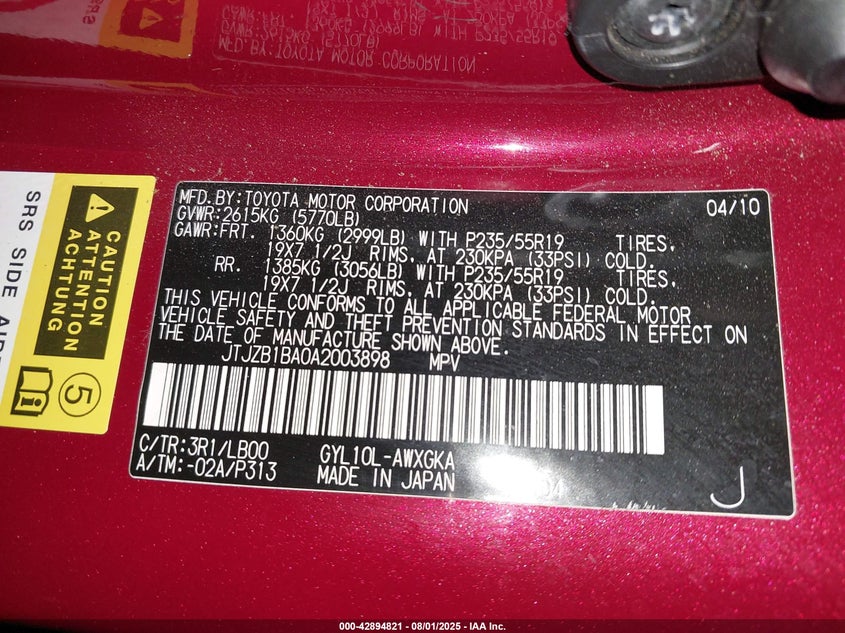 MFD.BY:TOYOTA MOTOR CORPORATION 04/10
GVWR:2615KG (5770LB)
GAWR:FRT. 1360KG (2999LB) WITH P235/55R19 TIRES,
19X7 1/2J RIMS, AT 230KPA (33PSI) COLD.
RR. 1385KG (3056LB) WITH P235/55R19 TIRES,
19X7 1/2J RIMS, AT 230KPA (33PSI) COLD.
THIS VEHICLE CONFORMS TO ALL APPLICABLE FEDERAL MOTOR
VEHICLE SAFETY AND THEFT PREVENTION STANDARDS IN EFFECT ON
THE DATE OF MANUFACTURE SHOWN ABOVE.
JTJZB1BA0A2003898 MPV
C/TR:3R1/LB00 GYL10L-AWXGKA
A/TM:-02A/P313 MADE IN JAPAN
J
CAUTION
ATTENTION
ACHTUNG
5
SRS SIDE
000-42894821 - 08/01/2025 - IAA Inc.